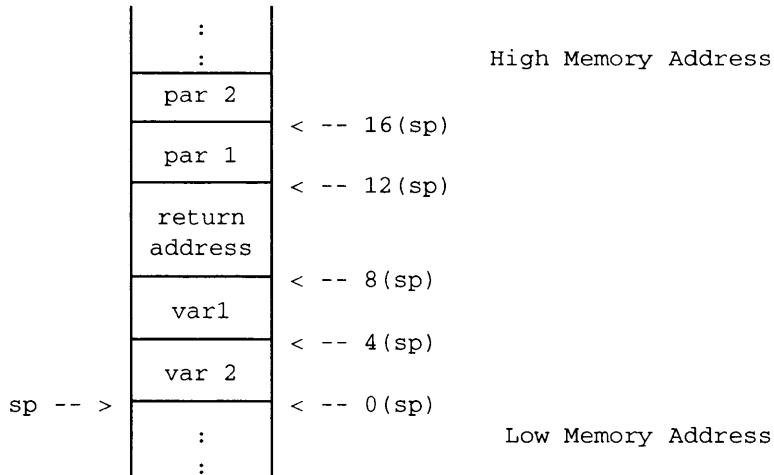 :
:
High Memory Address
par 2
< -- 16(sp)
par 1
< -- 12(sp)
return
address
< -- 8(sp)
var1
< -- 4(sp)
var 2
sp -- >
< -- 0(sp)
Low Memory Address
:
: